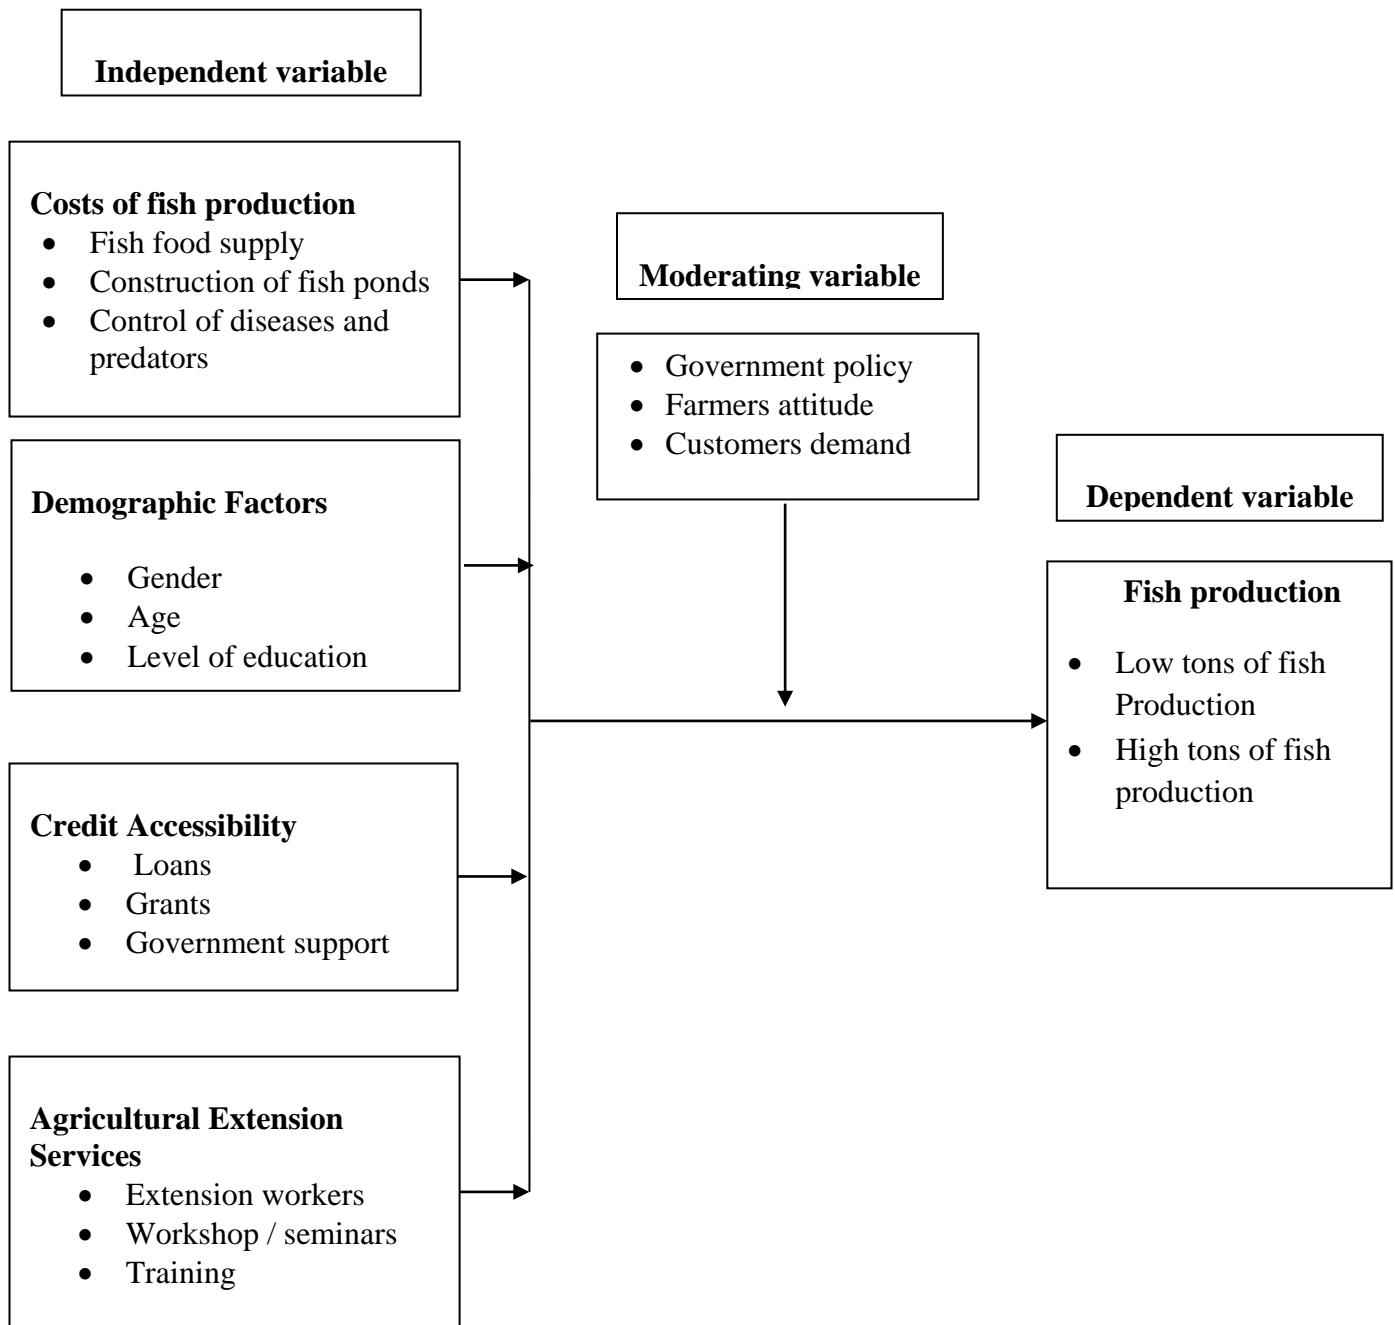 Independent variable
Costs of fish production
• Fish food supply
• Construction of fish ponds
• Control of diseases and
predators
Demographic Factors
• Gender
• Age
• Level of education
Credit Accessibility
• Loans
• Grants
• Government support
Agricultural Extension
Services
• Extension workers
• Workshop / seminars
• Training
Moderating variable
• Government policy
• Farmers attitude
• Customers demand
Dependent variable
Fish production
• Low tons of fish
Production
• High tons of fish
production